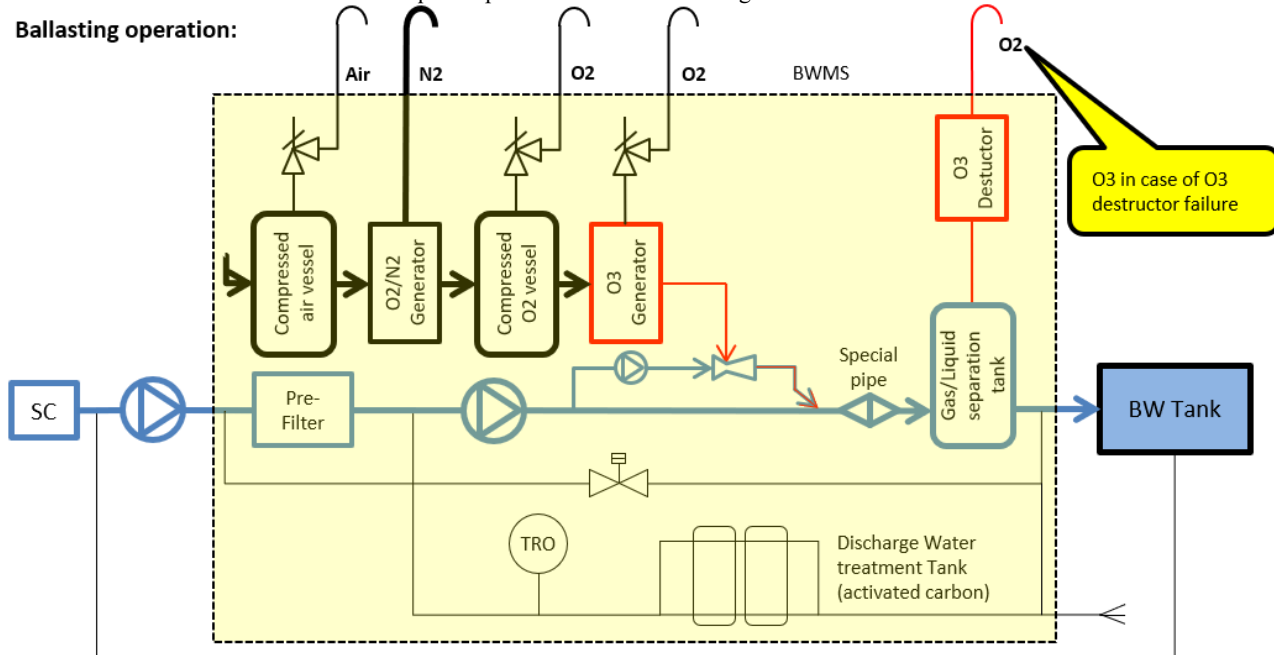 Ballasting operation:
Air
N2
O2
O2
BWMS
O2
O3 in case of O3
destructor failure
Compressed
air vessel
O2/N2
Generator
Compressed
O2 vessel
O3
Generator
O3
Destuctor
Special
pipe
Gas/Liquid
separation
tank
SC
Pre-
Filter
BW Tank
TRO
Discharge Water
treatment Tank
(activated carbon)